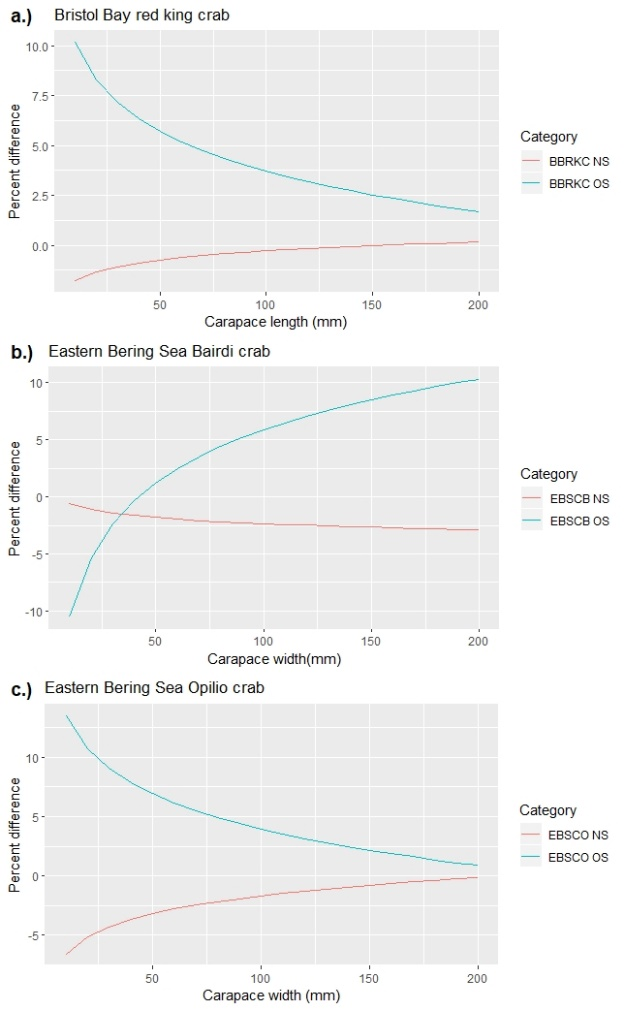 a.) Bristol Bay red king crab
10.0
7.5
5.0
2.5
0.0
Percent difference
50 100 150 200
Carapace length (mm)
Category
BBRKC NS
BBRKC OS
b.) Eastern Bering Sea Bairdi crab
10
5
0
-5
-10
Percent difference
50 100 150 200
Carapace width(mm)
Category
EBSCB NS
EBSCB OS
c.) Eastern Bering Sea Opilio crab
10
5
0
-5
Percent difference
50 100 150 200
Carapace width (mm)
Category
EBSCO NS
EBSCO OS